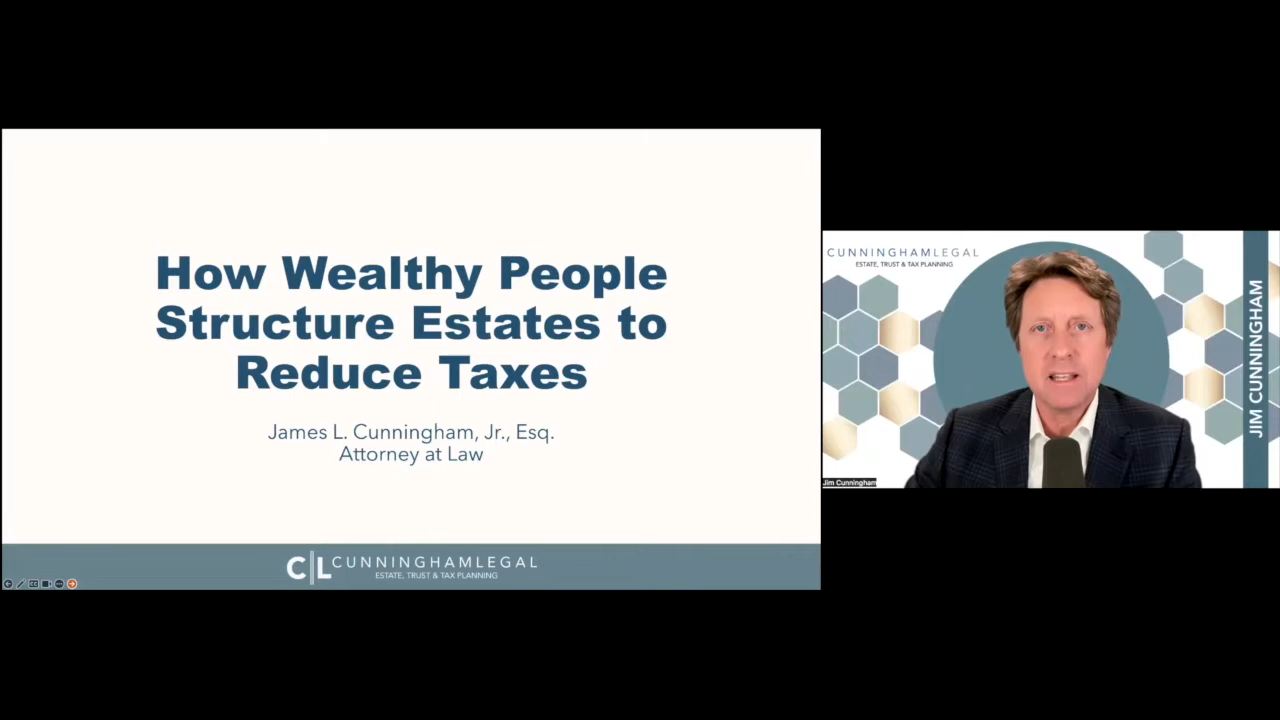 How Wealthy People
Structure Estates to
Reduce Taxes
James L. Cunningham, Jr., Esq.
Attorney at Law
C|L CUNNINGHAMLEGAL
ESTATE, TRUST & TAX PLANNING
CUNNINGHAMLEGAL
ESTATE, TRUST & TAX PLANNING
JIM CUNNINGHAM
Jim Cunningham